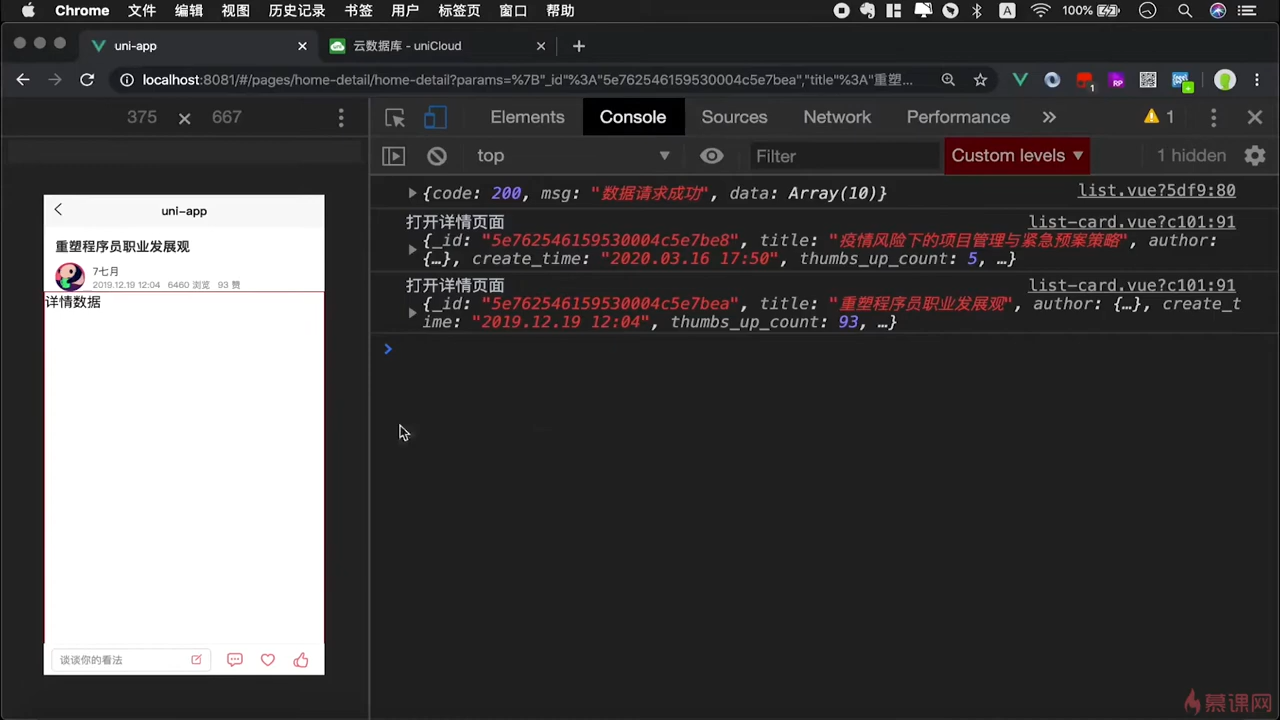 Chrome 文件 编辑 视图 历史记录 书签 用户 标签页 窗口 帮助 A 100%
uni-app 云数据库 - uniCloud
localhost:8081/#/pages/home-detail/home-detail?params=%7B"_id"%3A"5e762546159530004c5e7bea","title"%3A"重塑...
375 × 667 Elements Console Sources Network Performance » 1
top Filter Custom levels 1 hidden
{code: 200, msg: "数据请求成功", data: Array(10)} list.vue?5df9:80
打开详情页面 list-card.vue?c101:91
{_id: "5e762546159530004c5e7be8", title: "疫情风险下的项目管理与紧急预案策略", author:
{…}, create_time: "2020.03.16 17:50", thumbs_up_count: 5, …}
打开详情页面 list-card.vue?c101:91
{_id: "5e762546159530004c5e7bea", title: "重塑程序员职业发展观", author: {…}, create_t
ime: "2019.12.19 12:04", thumbs_up_count: 93, …}
uni-app
重塑程序员职业发展观
7七月
2019.12.19 12:04 6460 浏览 93 赞
详情数据
谈谈你的看法
慕课网